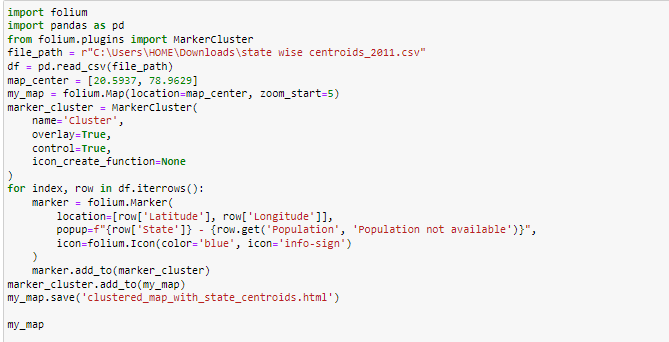 import folium
import pandas as pd
from folium.plugins import MarkerCluster
file_path = r"C:\Users\HOME\Downloads\state wise centroids_2011.csv"
df = pd.read_csv(file_path)
map_center = [20.5937, 78.9629]
my_map = folium.Map(location=map_center, zoom_start=5)
marker_cluster = MarkerCluster(
    name='Cluster',
    overlay=True,
    control=True,
    icon_create_function=None
)
for index, row in df.iterrows():
    marker = folium.Marker(
        location=[row['Latitude'], row['Longitude']],
        popup=f"{row['State']} - {row.get('Population', 'Population not available')}",
        icon=folium.Icon(color='blue', icon='info-sign')
    )
    marker.add_to(marker_cluster)
marker_cluster.add_to(my_map)
my_map.save('clustered_map_with_state_centroids.html')
my_map